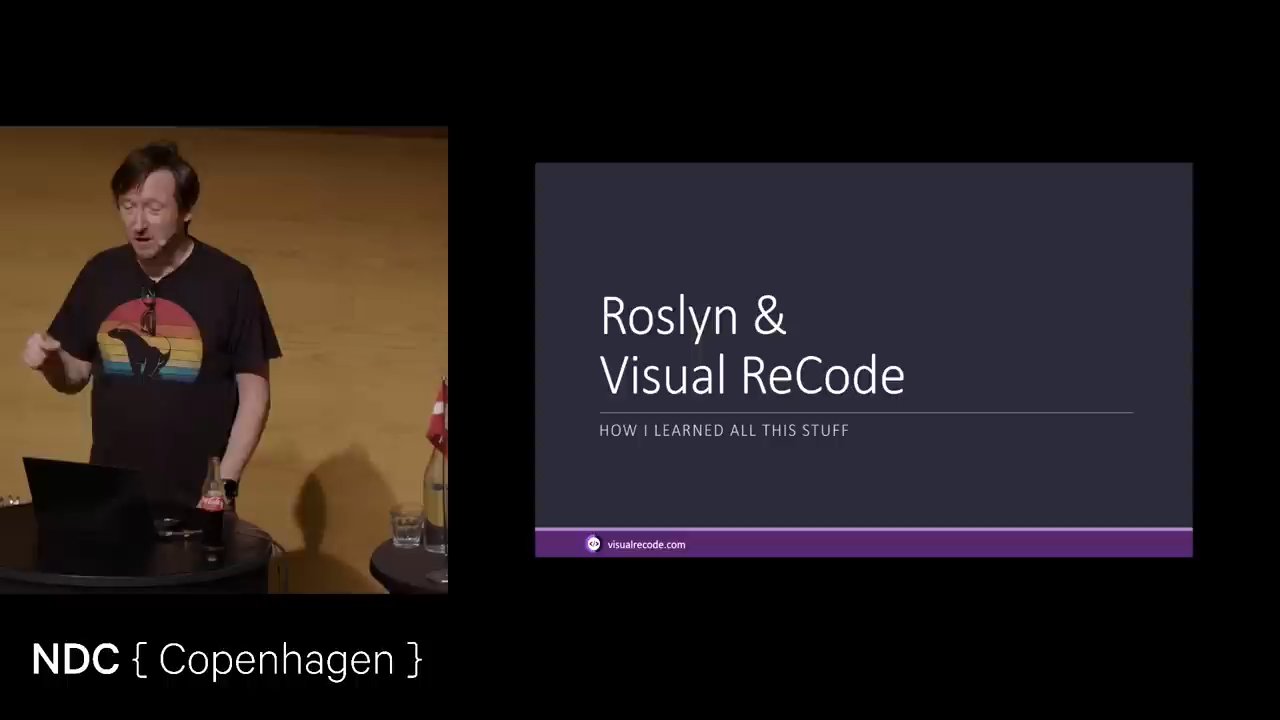 Roslyn &
Visual ReCode
HOW I LEARNED ALL THIS STUFF
visualrecode.com
NDC { Copenhagen }